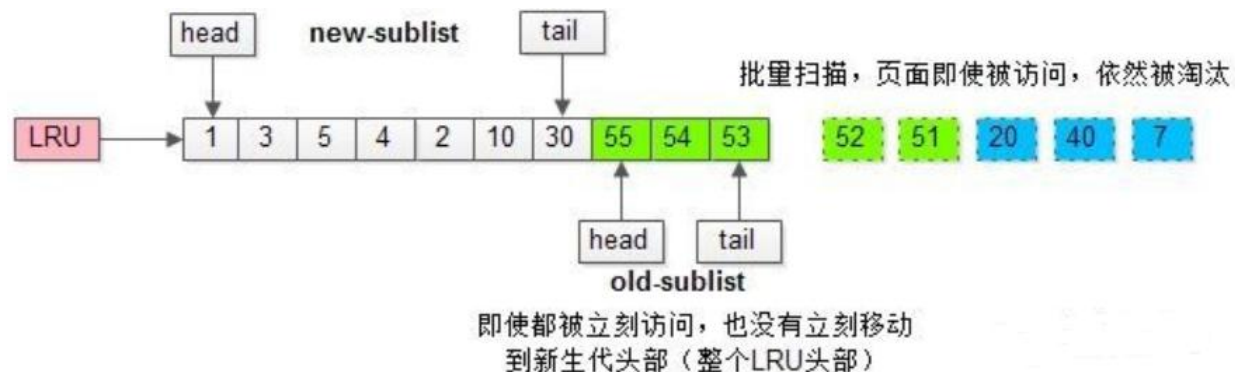 head new-sublist tail
批量扫描，页面即使被访问，依然被淘汰
LRU 1 3 5 4 2 10 30 55 54 53 52 51 20 40 7
head tail
old-sublist
即使都被立刻访问，也没有立刻移动
到新生代头部（整个LRU头部）